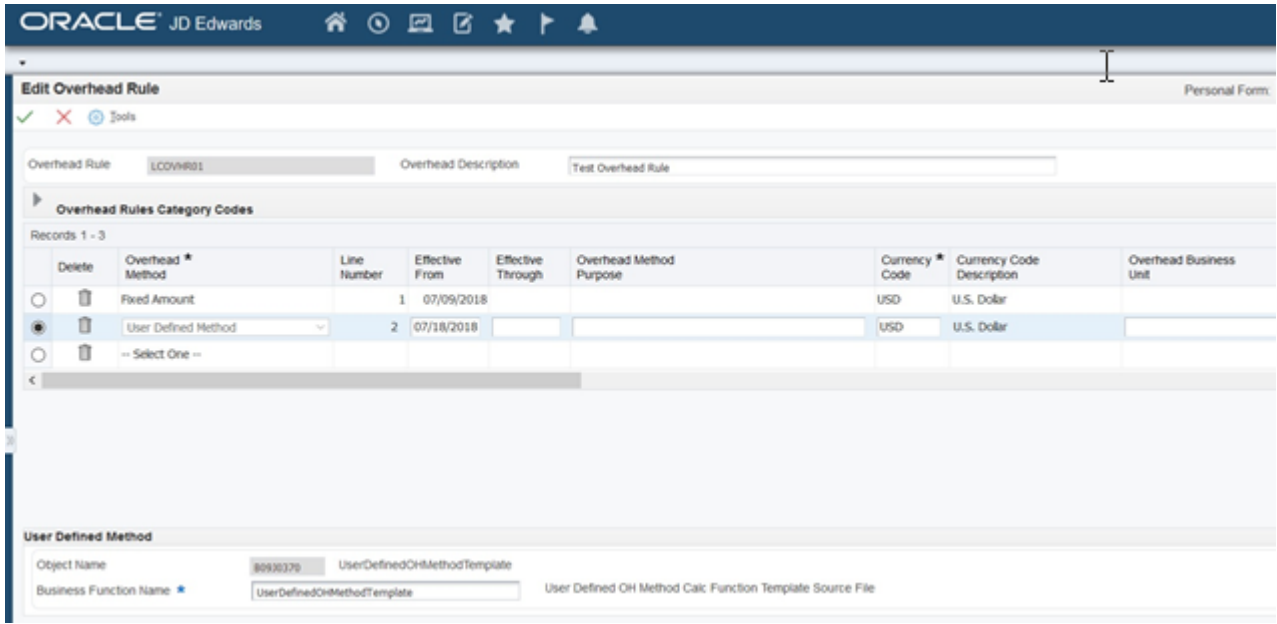 ORACLE JD Edwards
Edit Overhead Rule
Personal Form:
Tools
Overhead Rule LCOVHR01 Overhead Description Test Overhead Rule
Overhead Rules Category Codes
Records 1 - 3
Delete Overhead * Method Line Number Effective From Effective Through Overhead Method Purpose Currency * Code Currency Code Description Overhead Business Unit
Fixed Amount 1 07/09/2018 USD U.S. Dollar
User Defined Method 2 07/18/2018 USD U.S. Dollar
-- Select One --
User Defined Method
Object Name B0930370 UserDefinedOHMethodTemplate
Business Function Name * UserDefinedOHMethodTemplate User Defined OH Method Calc Function Template Source File